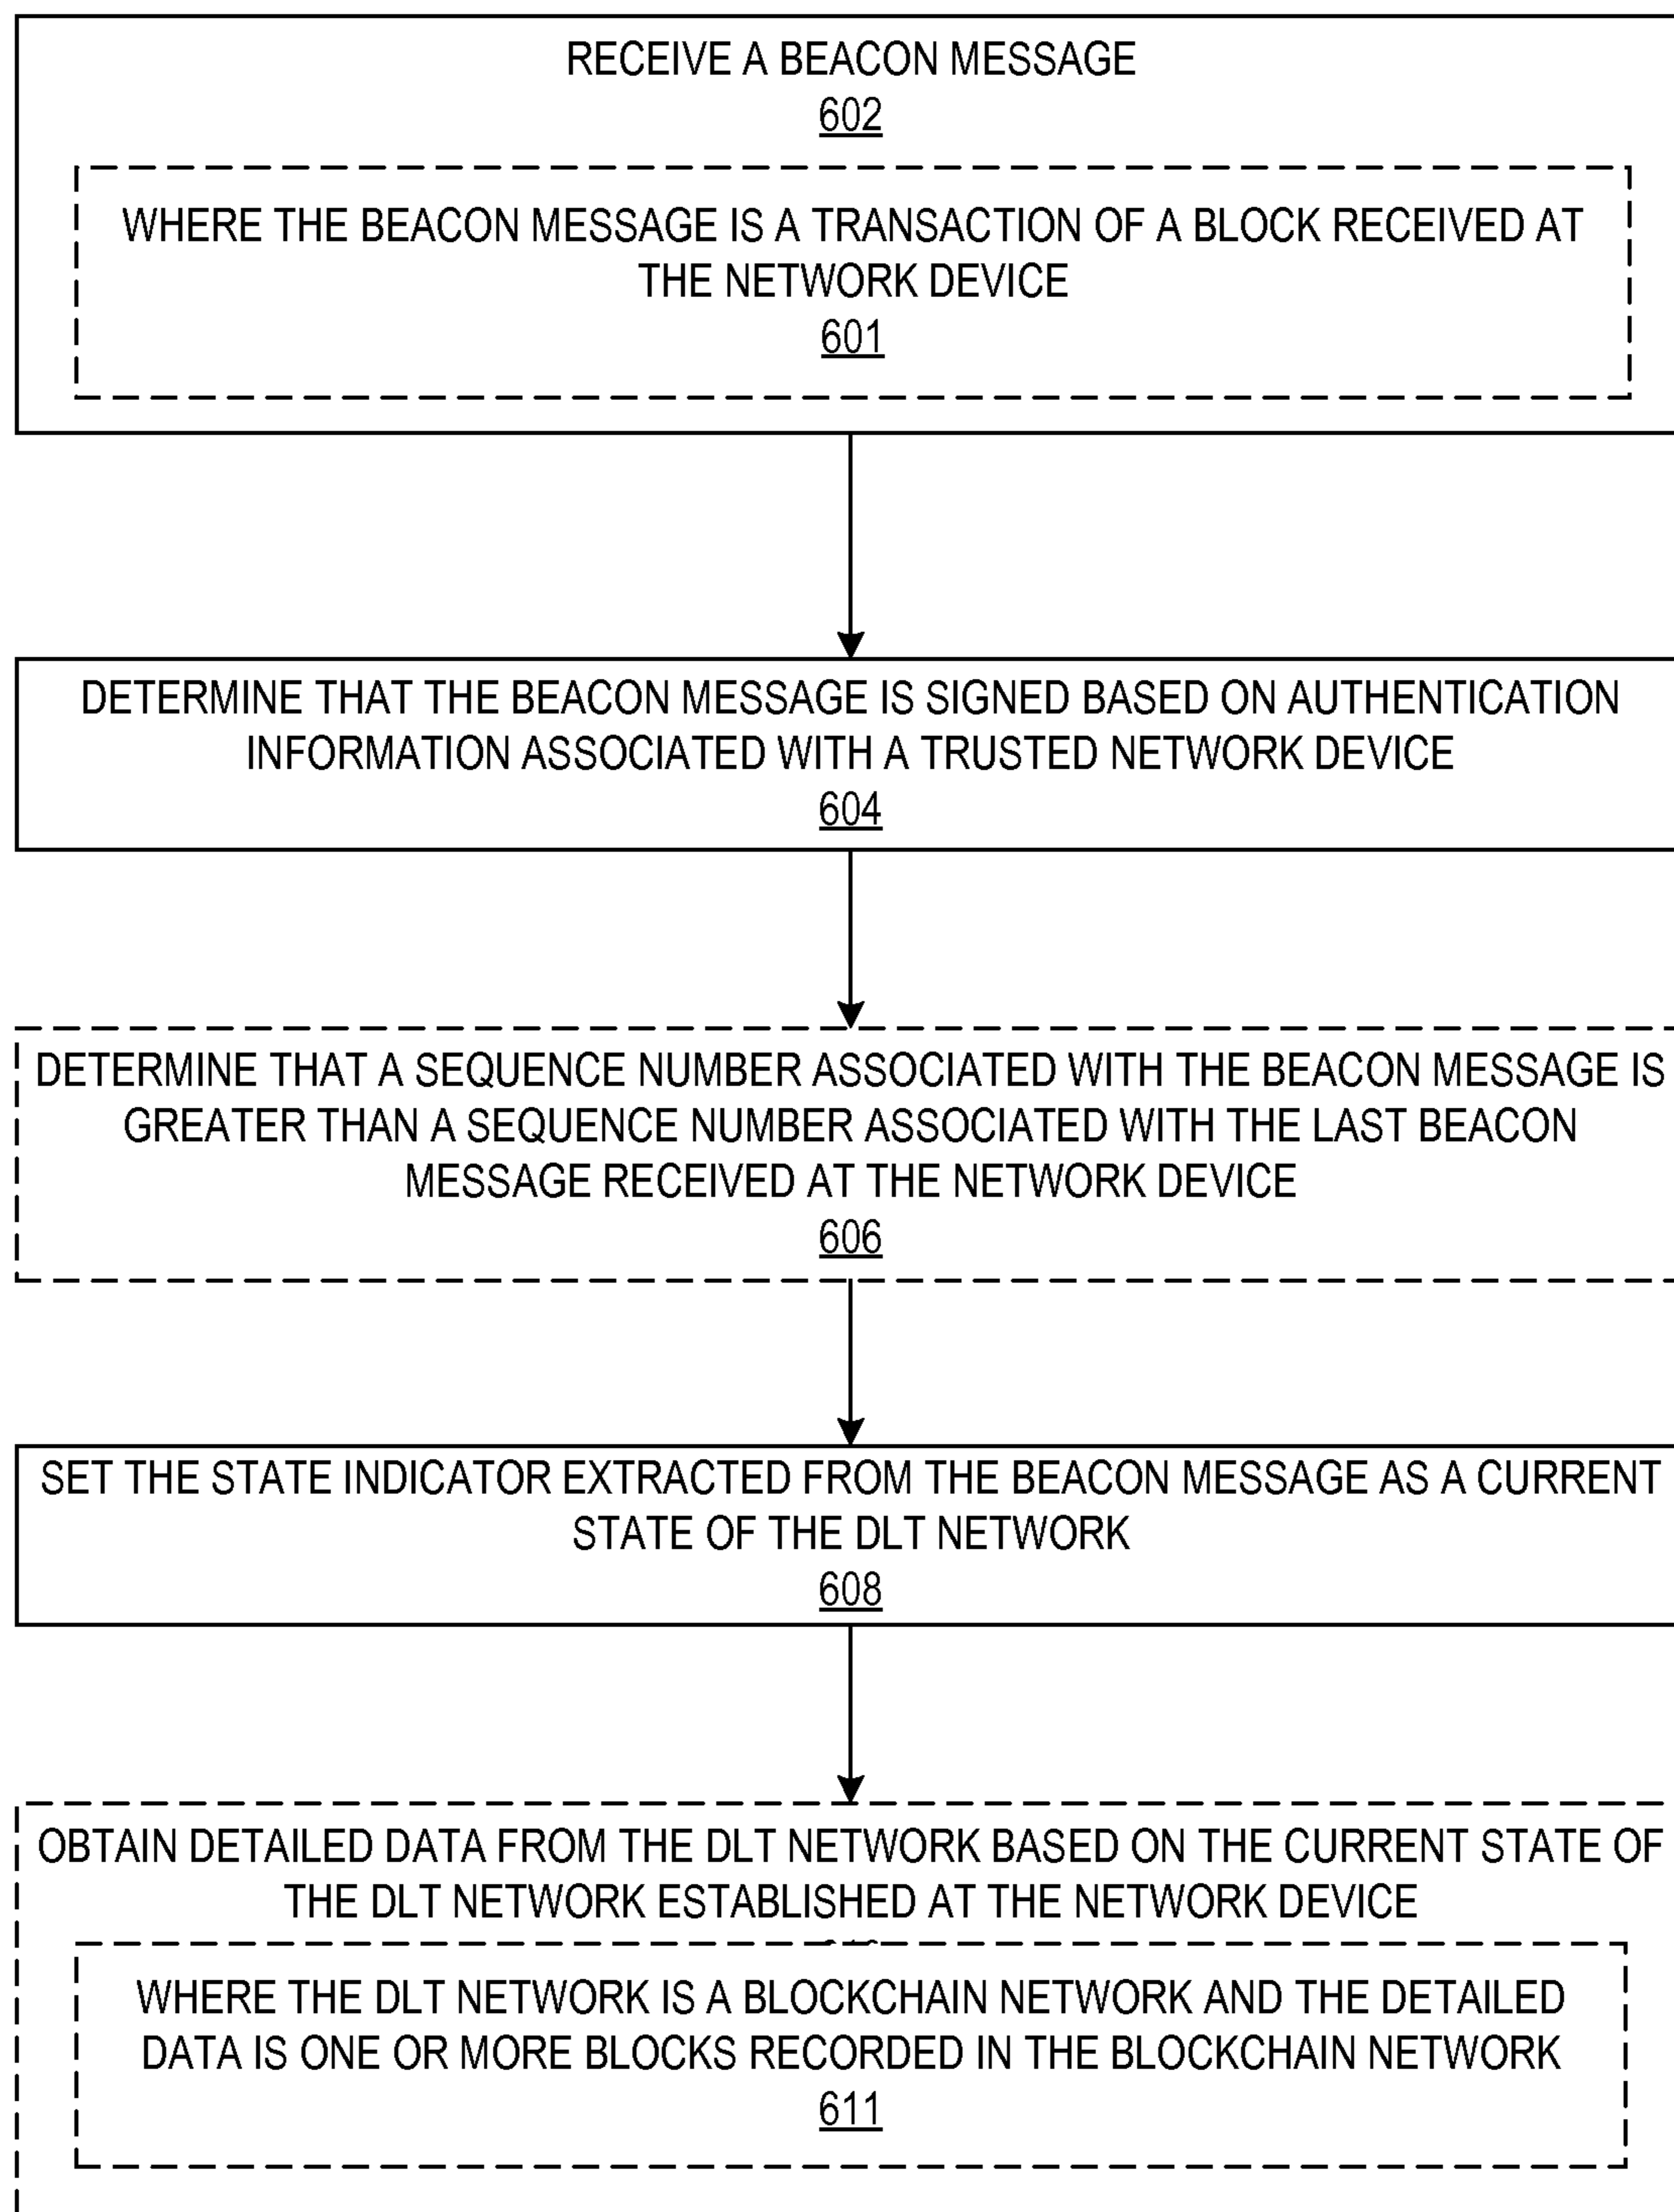 RECEIVE A BEACON MESSAGE
602
WHERE THE BEACON MESSAGE IS A TRANSACTION OF A BLOCK RECEIVED AT
THE NETWORK DEVICE
601
DETERMINE THAT THE BEACON MESSAGE IS SIGNED BASED ON AUTHENTICATION
INFORMATION ASSOCIATED WITH A TRUSTED NETWORK DEVICE
604
DETERMINE THAT A SEQUENCE NUMBER ASSOCIATED WITH THE BEACON MESSAGE IS
GREATER THAN A SEQUENCE NUMBER ASSOCIATED WITH THE LAST BEACON
MESSAGE RECEIVED AT THE NETWORK DEVICE
606
SET THE STATE INDICATOR EXTRACTED FROM THE BEACON MESSAGE AS A CURRENT
STATE OF THE DLT NETWORK
608
OBTAIN DETAILED DATA FROM THE DLT NETWORK BASED ON THE CURRENT STATE OF
THE DLT NETWORK ESTABLISHED AT THE NETWORK DEVICE
WHERE THE DLT NETWORK IS A BLOCKCHAIN NETWORK AND THE DETAILED
DATA IS ONE OR MORE BLOCKS RECORDED IN THE BLOCKCHAIN NETWORK
611